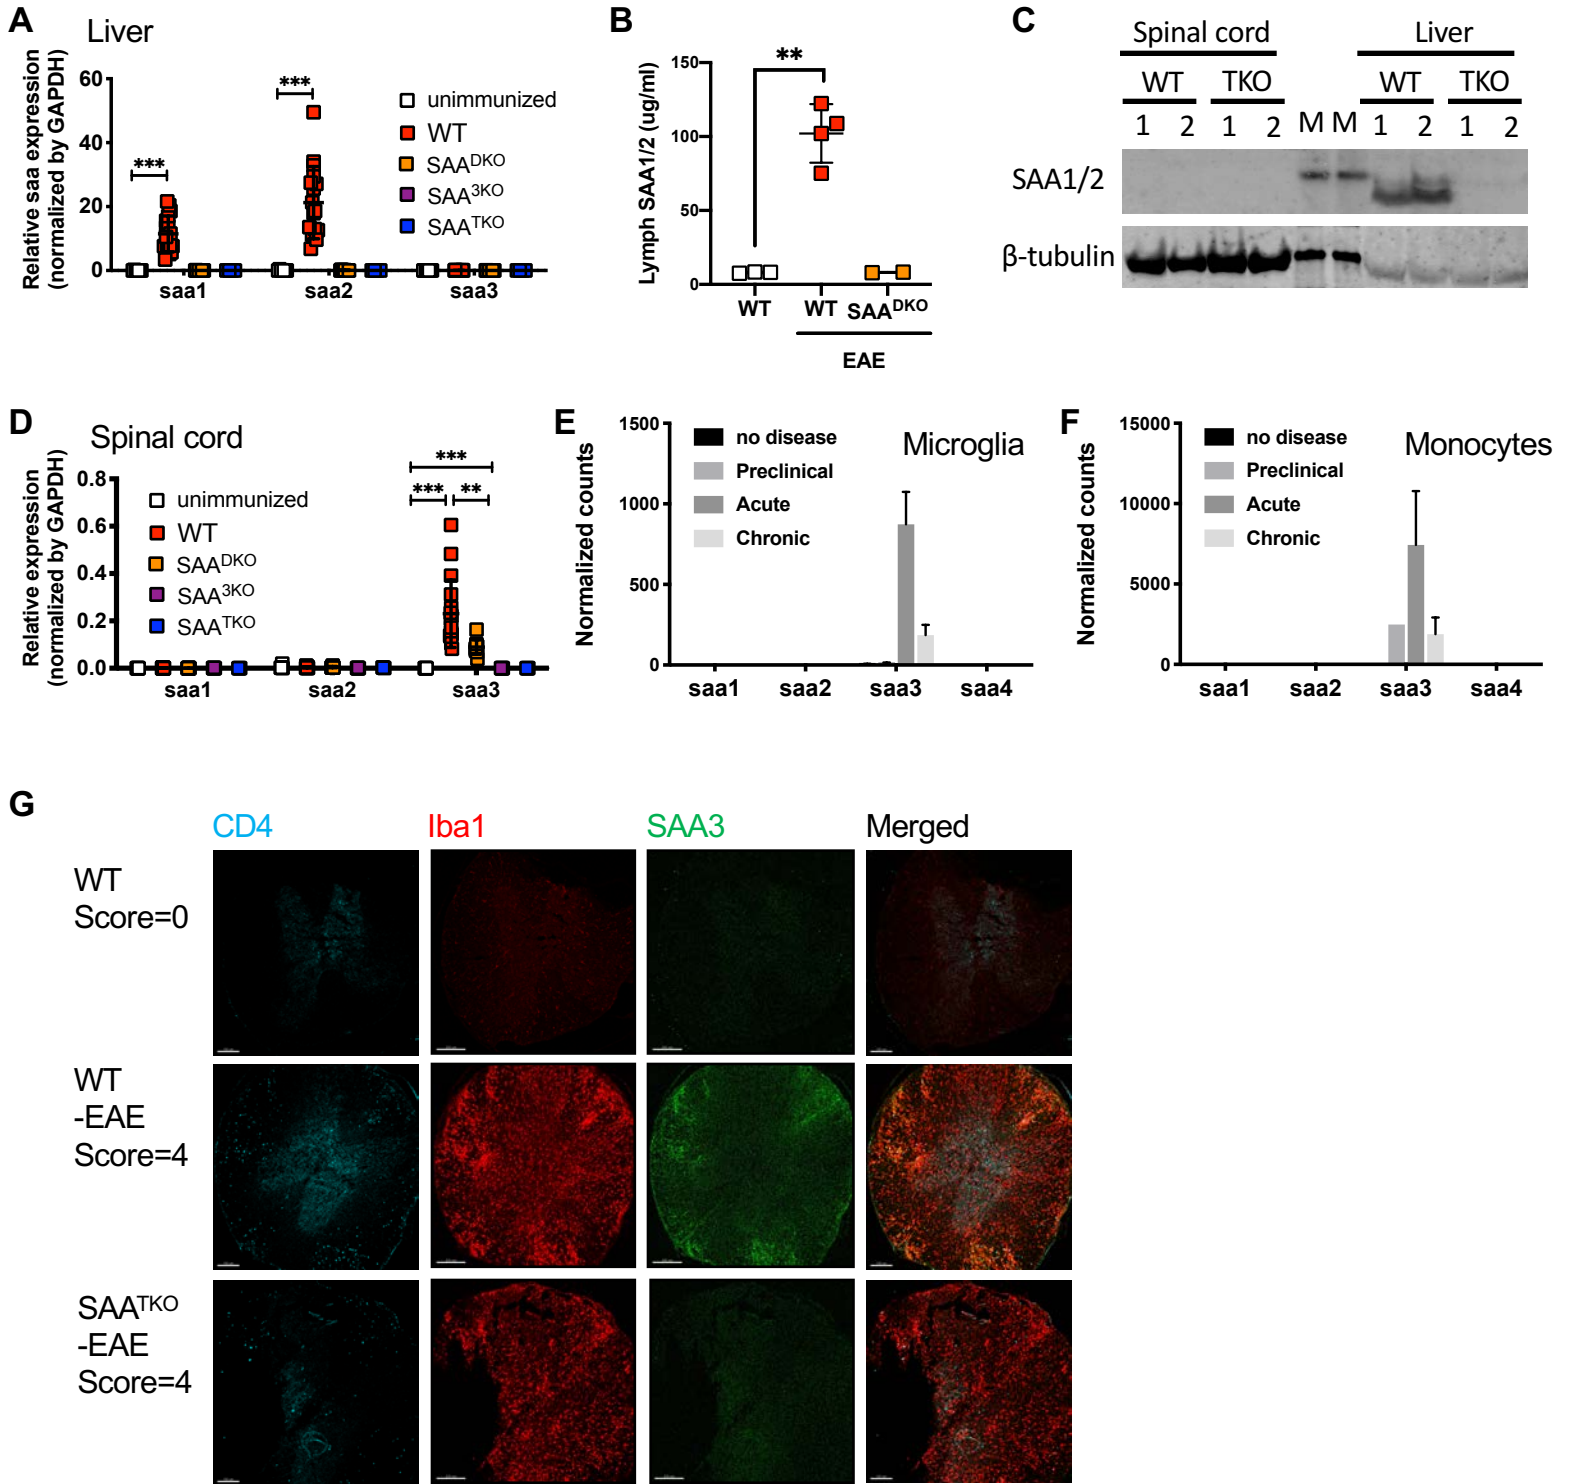 A
Liver
Relative saa expression
(normalized by GAPDH)
60
40
20
0
***
***
unimmunized
WT
SAADKO
SAA3KO
SAATKO
saa1
saa2
saa3
B
Lymph SAA1/2 (ug/ml)
150
100
50
0
**
WT
WT
SAADKO
EAE
C
Spinal cord
Liver
WT
TKO
WT
TKO
1 2 1 2 M M 1 2 1 2
SAA1/2
β-tubulin
D
Spinal cord
Relative expression
(normalized by GAPDH)
0.8
0.6
0.4
0.2
0.0
unimmunized
WT
SAADKO
SAA3KO
SAATKO
***
*** **
saa1
saa2
saa3
E
Microglia
Normalized counts
1500
1000
500
0
no disease
Preclinical
Acute
Chronic
saa1
saa2
saa3
saa4
F
Monocytes
Normalized counts
15000
10000
5000
0
no disease
Preclinical
Acute
Chronic
saa1
saa2
saa3
saa4
G
CD4
Iba1
SAA3
Merged
WT
Score=0
WT
-EAE
Score=4
SAATKO
-EAE
Score=4